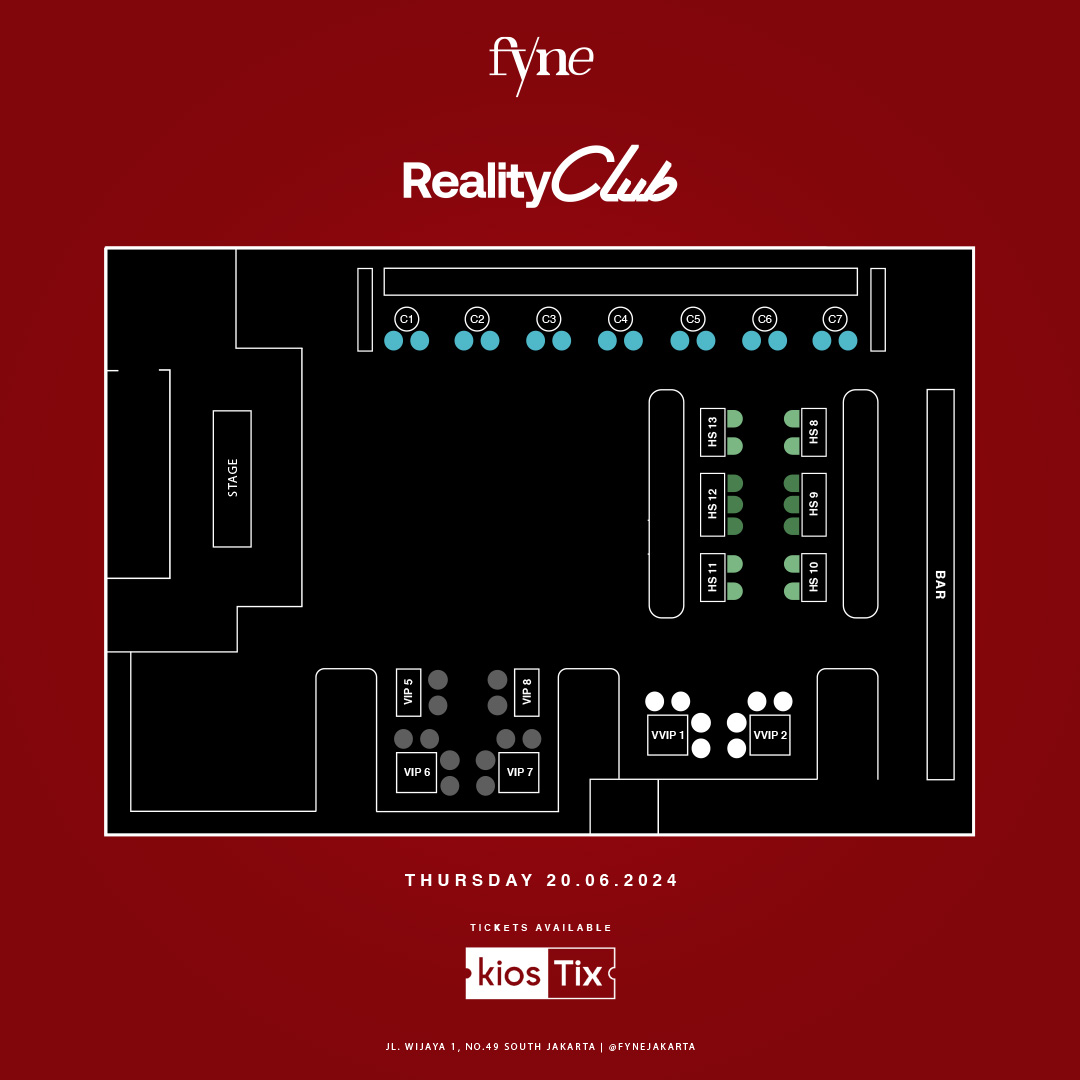 fyne
Reality Club
C1 C2 C3 C4 C5 C6 C7
HS 13 HS 8
STAGE
HS 12 HS 9
HS 11 HS 10
BAR
VIP 5 VIP 8
VVIP 1 VVIP 2
VIP 6 VIP 7
THURSDAY 20.06.2024
TICKETS AVAILABLE
kios Tix
JL. WIJAYA 1, NO.49 SOUTH JAKARTA | @FYNEJAKARTA